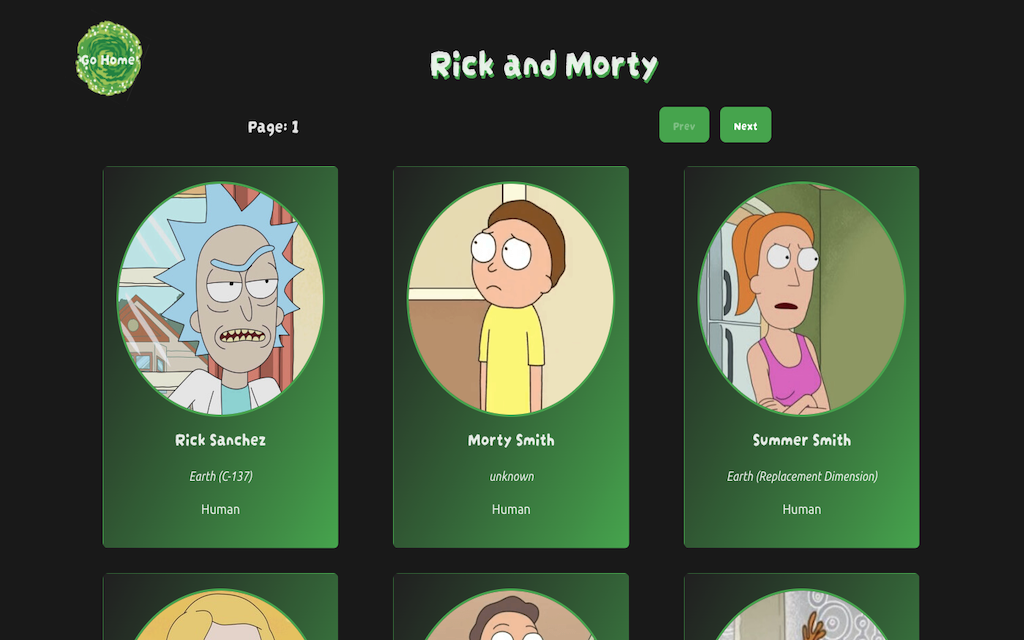 Go Home
Rick and Morty
Page: 1
Prev
Next
Rick Sanchez
Earth (C-137)
Human
Morty Smith
unknown
Human
Summer Smith
Earth (Replacement Dimension)
Human